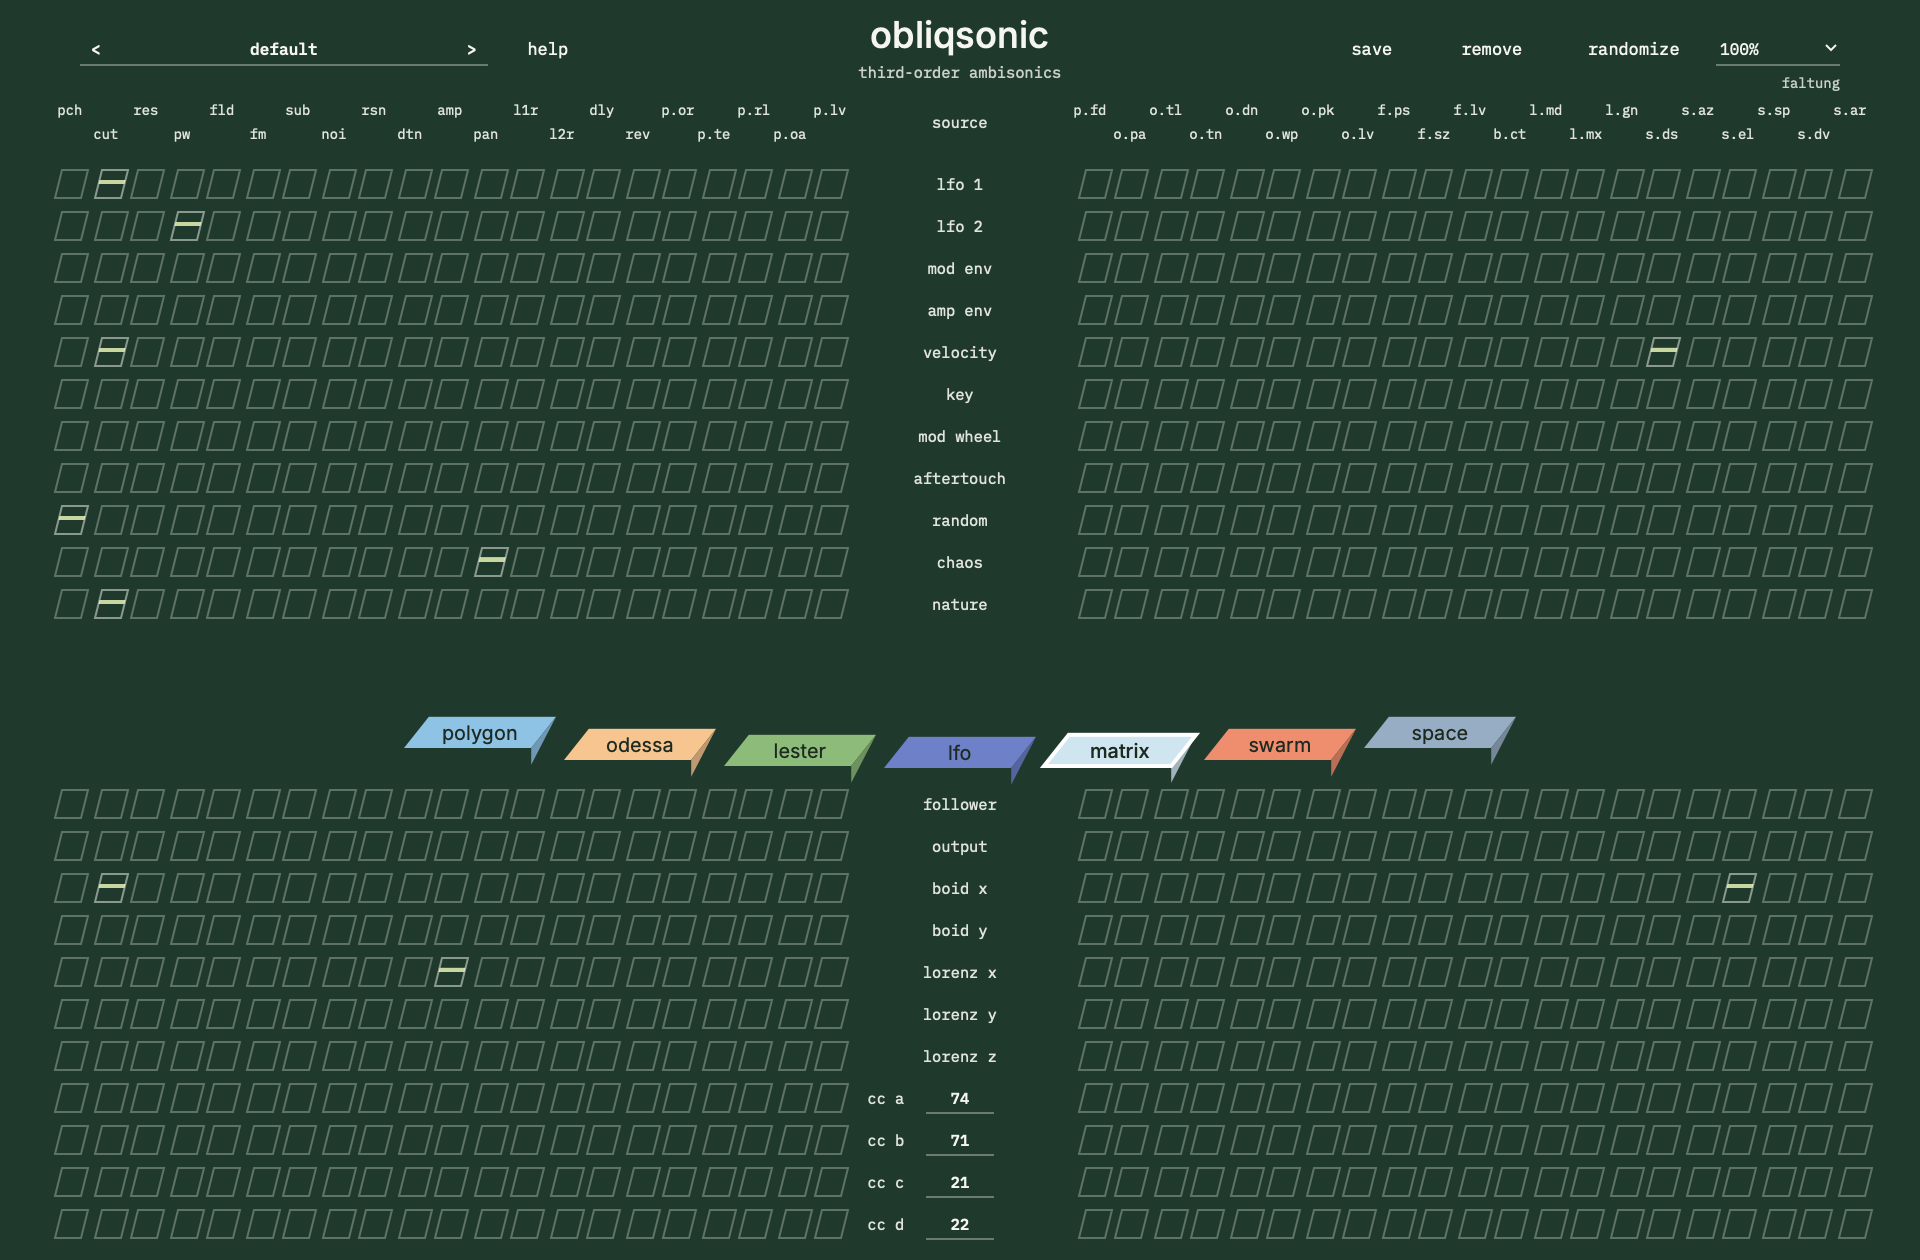 < default > help
obliqsonic
third-order ambisonics
save remove randomize 100%
faltung
pch res fld sub rsn amp l1r dly p.or p.rl p.lv
cut pw fm noi dtn pan l2r rev p.te p.oa
source
p.fd o.tl o.dn o.pk f.ps f.lv l.md l.gn s.az s.sp s.ar
o.pa o.tn o.wp o.lv f.sz b.ct l.mx s.ds s.el s.dv
lfo 1
lfo 2
mod env
amp env
velocity
key
mod wheel
aftertouch
random
chaos
nature
polygon odessa lester lfo matrix swarm space
follower
output
boid x
boid y
lorenz x
lorenz y
lorenz z
cc a 74
cc b 71
cc c 21
cc d 22